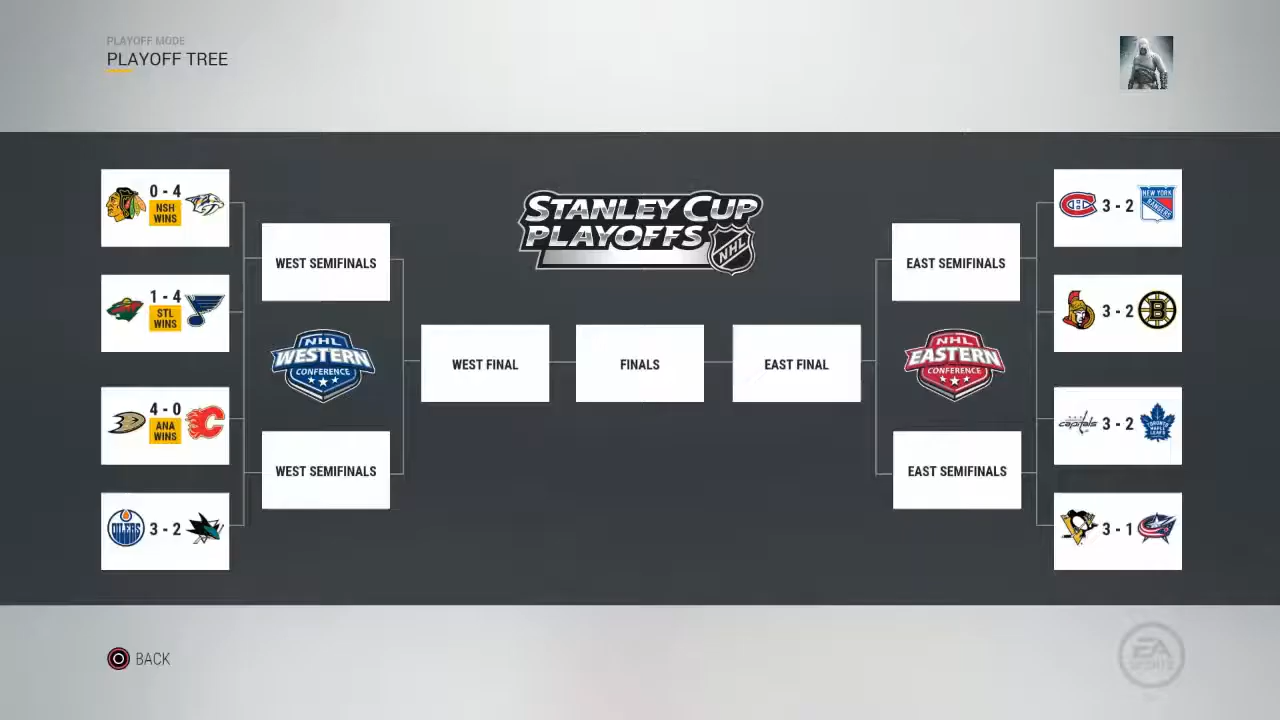 PLAYOFF MODE
PLAYOFF TREE
0 - 4
NSH
WINS
1 - 4
STL
WINS
4 - 0
ANA
WINS
OILERS
3 - 2
WEST SEMIFINALS
NHL
WESTERN
CONFERENCE
WEST SEMIFINALS
STANLEY CUP
PLAYOFFS
NHL
WEST FINAL
FINALS
EAST FINAL
EAST SEMIFINALS
NHL
EASTERN
CONFERENCE
EAST SEMIFINALS
3 - 2
NEW YORK
RANGERS
3 - 2
B
capitals
3 - 2
TORONTO
MAPLE
LEAFS
3 - 1
BACK
EA
SPORTS